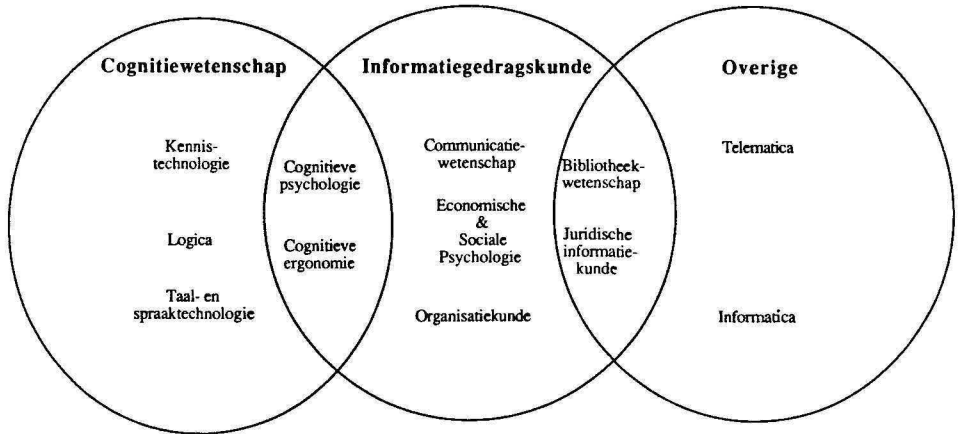 Cognitiewetenschap
Kennis-
technologie
Logica
Taal- en
spraaktechnologie
Cognitieve
psychologie
Cognitieve
ergonomie
Informatiegedragskunde
Communicatie-
wetenschap
Economische
&
Sociale
Psychologie
Organisatiekunde
Bibliotheek-
wetenschap
Juridische
informatie-
kunde
Overige
Telematica
Informatica